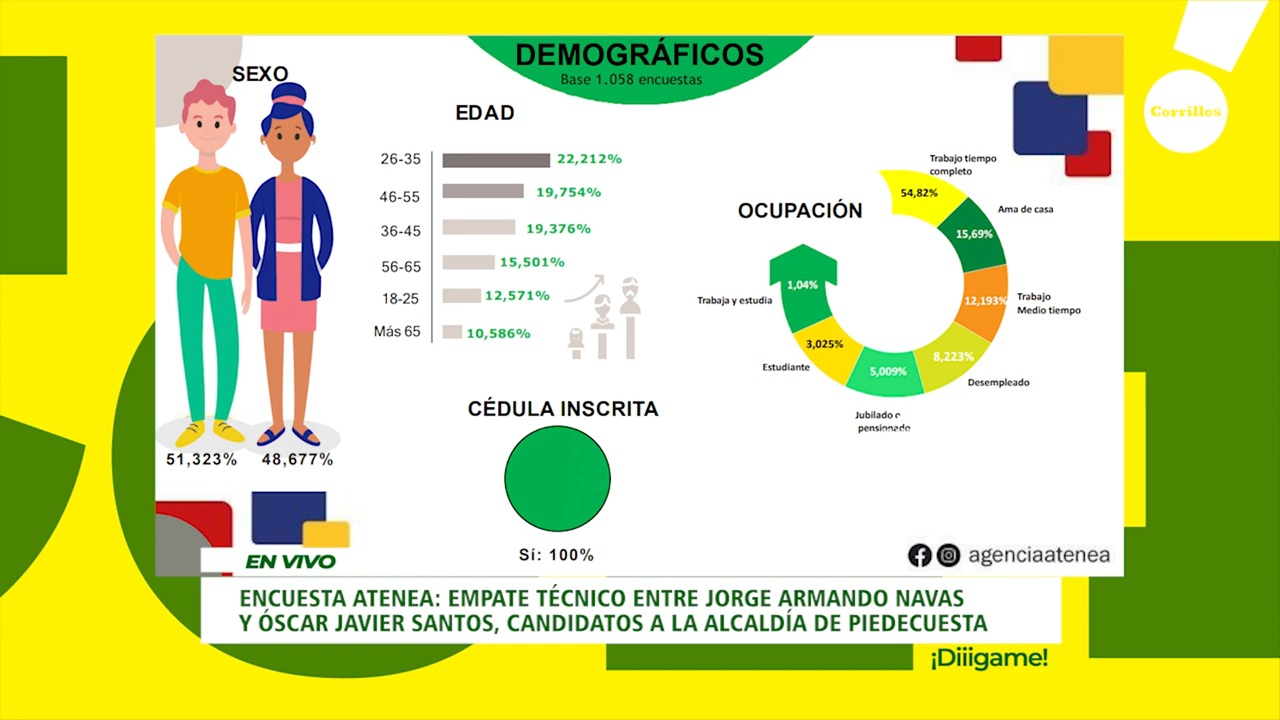 DEMOGRÁFICOS
Base 1.058 encuestas
Corrillos
SEXO
51,323% 48,677%
EDAD
26-35 22,212%
46-55 19,754%
36-45 19,376%
56-65 15,501%
18-25 12,571%
Más 65 10,586%
CÉDULA INSCRITA
Sí: 100%
OCUPACIÓN
Trabajo tiempo
completo
54,82%
Ama de casa
15,69%
Trabajo
Medio tiempo
12,193%
Desempleado
8,223%
Jubilado o
pensionado
5,009%
Estudiante
3,025%
Trabaja y estudia
1,04%
agenciaatenea
EN VIVO
ENCUESTA ATENEA: EMPATE TÉCNICO ENTRE JORGE ARMANDO NAVAS
Y ÓSCAR JAVIER SANTOS, CANDIDATOS A LA ALCALDÍA DE PIEDECUESTA
¡Diiigame!